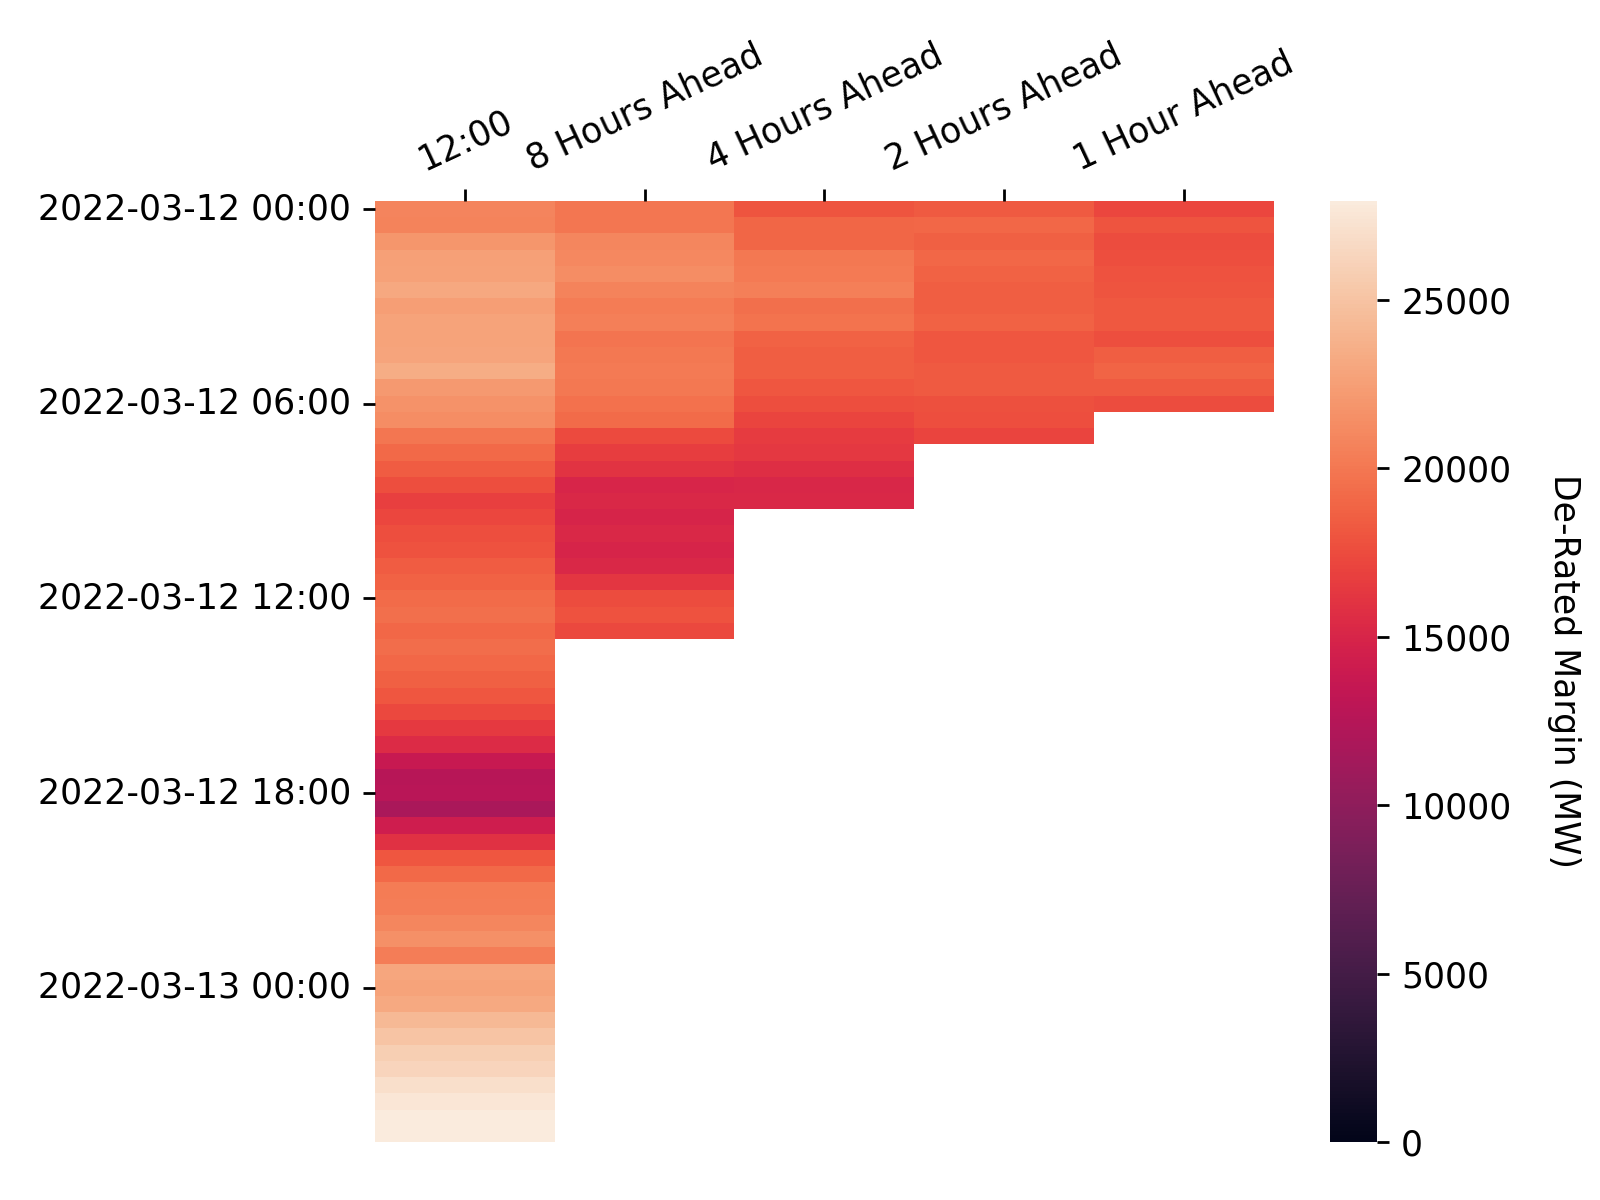 12:00
8 Hours Ahead
4 Hours Ahead
2 Hours Ahead
1 Hour Ahead
2022-03-12 00:00
2022-03-12 06:00
2022-03-12 12:00
2022-03-12 18:00
2022-03-13 00:00
25000
20000
15000
10000
5000
0
De-Rated Margin (MW)